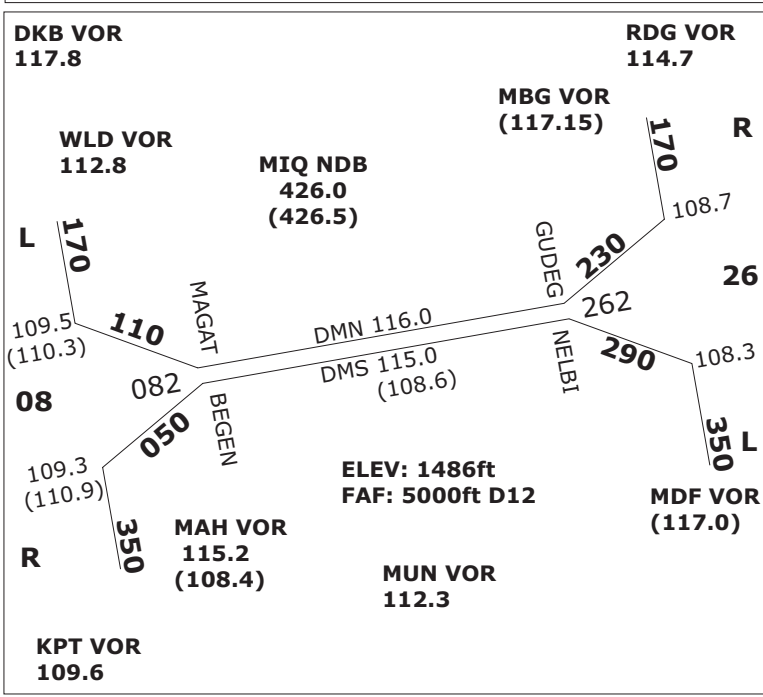 DKB VOR
117.8
RDG VOR
114.7
MBG VOR
(117.15)
WLD VOR
112.8
MIQ NDB
426.0
(426.5)
170
R
108.7
L
170
GUDEG
230
26
MAGAT
262
109.5
(110.3)
110
DMN 116.0
DMS 115.0
(108.6)
NELBI
290
108.3
082
08
BEGEN
050
109.3
(110.9)
350
L
ELEV: 1486ft
FAF: 5000ft D12
MDF VOR
(117.0)
R
350
MAH VOR
115.2
(108.4)
MUN VOR
112.3
KPT VOR
109.6